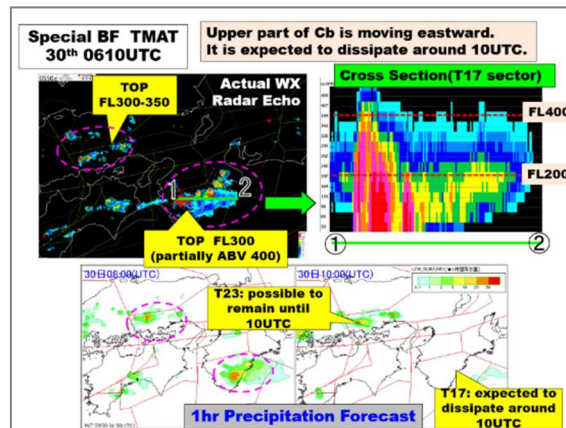 Special BF TMAT
30th 0610UTC
Upper part of Cb is moving eastward.
It is expected to dissipate around 10UTC.
TOP
FL300-350
Actual WX
Radar Echo
1
2
TOP FL300
(partially ABV 400)
Cross Section(T17 sector)
FL400
FL200
①
②
30日08:00(UTC)
30日10:00(UTC)
T23: possible to
remain until
10UTC
T17: expected to
dissipate around
10UTC
1hr Precipitation Forecast